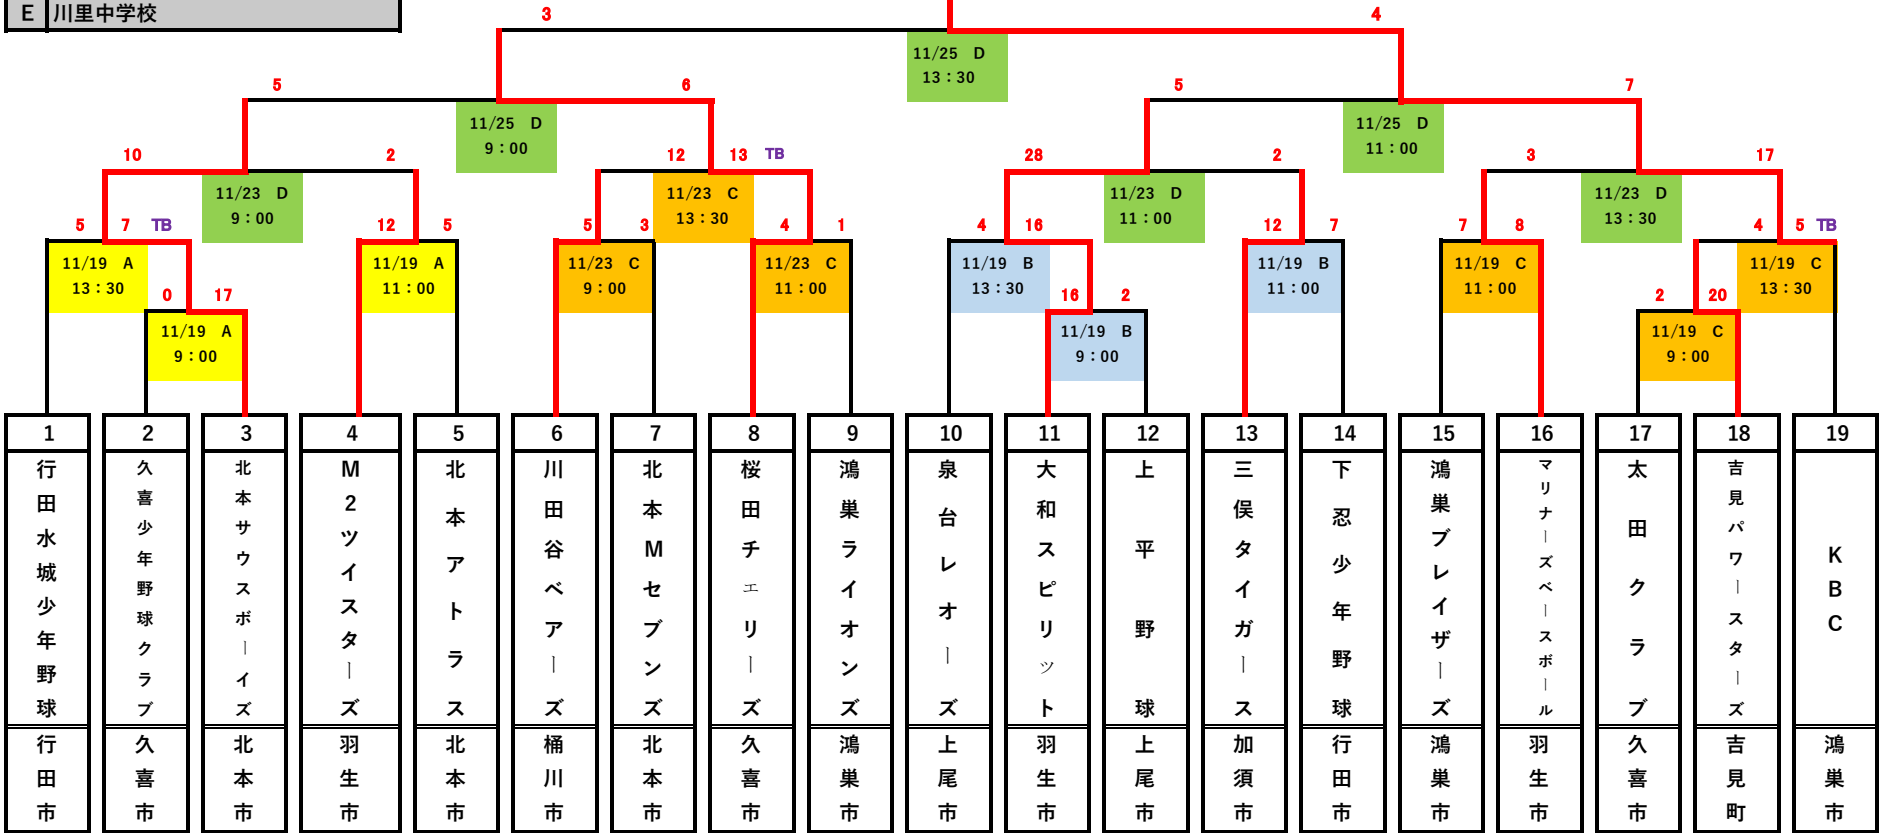 E 川里中学校
3 4
11/25 D
13：30
5 6 5 7
11/25 D
9：00
11/25 D
11：00
10 2 12 13 TB 28 2 3 17
11/23 D
9：00
11/23 C
13：30
11/23 D
11：00
11/23 D
13：30
5 7 TB 12 5 5 3 4 1 4 16 12 7 7 8 4 5 TB
11/19 A
13：30
11/19 A
11：00
11/23 C
9：00
11/23 C
11：00
11/19 B
13：30
11/19 B
11：00
11/19 C
11：00
11/19 C
13：30
0 17 16 2 2 20
11/19 A
9：00
11/19 B
9：00
11/19 C
9：00
1
行田水城少年野球
行田市
2
久喜少年野球クラブ
久喜市
3
北本サウスボーイズ
北本市
4
M2ツイスターズ
羽生市
5
北本アトラス
北本市
6
川田谷ベアーズ
桶川市
7
北本Mセブンズ
北本市
8
桜田チェリーズ
久喜市
9
鴻巣ライオンズ
鴻巣市
10
泉台レオーズ
上尾市
11
大和スピリット
羽生市
12
上平野球
上尾市
13
三俣タイガース
加須市
14
下忍少年野球
行田市
15
鴻巣ブレイザーズ
鴻巣市
16
マリナーズベースボール
羽生市
17
太田クラブ
久喜市
18
吉見パワースターズ
吉見町
19
KBC
鴻巣市